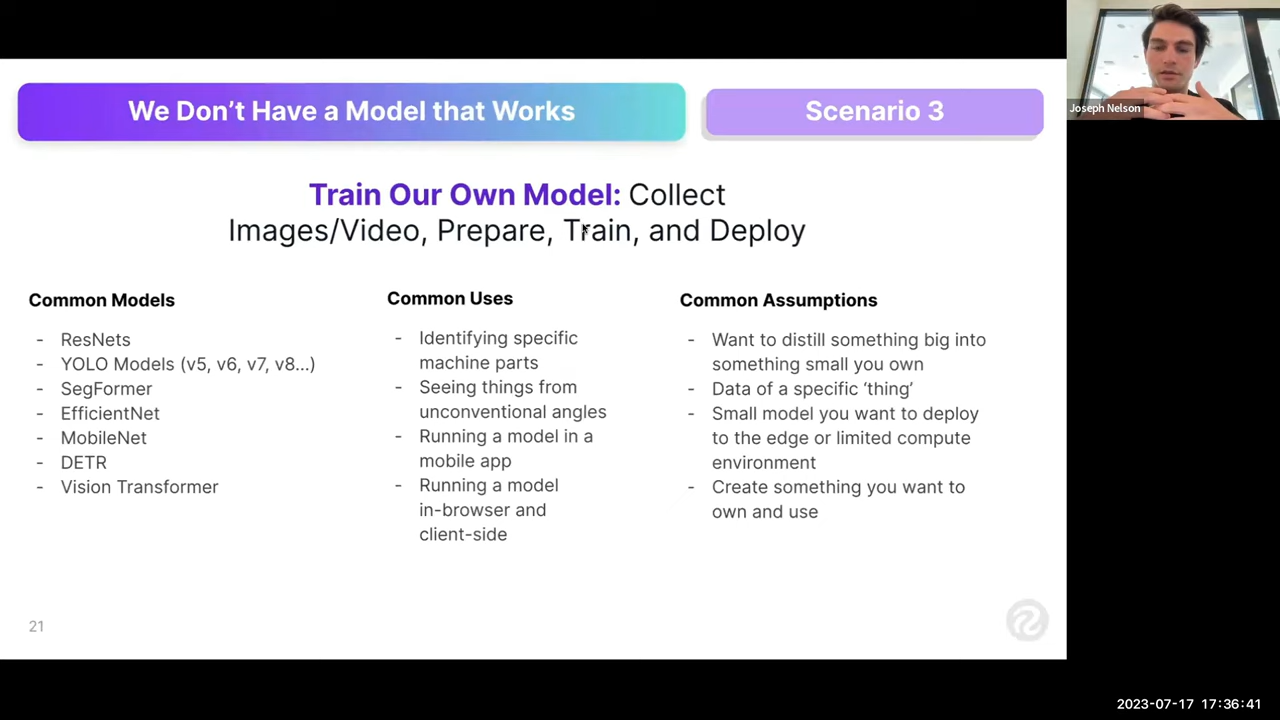 We Don’t Have a Model that Works
Scenario 3
Joseph Nelson
Train Our Own Model: Collect
Images/Video, Prepare, Train, and Deploy
Common Models
- ResNets
- YOLO Models (v5, v6, v7, v8...)
- SegFormer
- EfficientNet
- MobileNet
- DETR
- Vision Transformer
Common Uses
- Identifying specific
machine parts
- Seeing things from
unconventional angles
- Running a model in a
mobile app
- Running a model
in-browser and
client-side
Common Assumptions
- Want to distill something big into
something small you own
- Data of a specific ‘thing’
- Small model you want to deploy
to the edge or limited compute
environment
- Create something you want to
own and use
21
2023-07-17 17:36:41